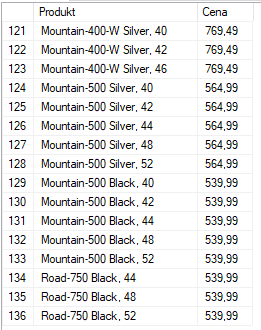 Produkt Cena
121 Mountain-400-W Silver, 40 769,49
122 Mountain-400-W Silver, 42 769,49
123 Mountain-400-W Silver, 46 769,49
124 Mountain-500 Silver, 40 564,99
125 Mountain-500 Silver, 42 564,99
126 Mountain-500 Silver, 44 564,99
127 Mountain-500 Silver, 48 564,99
128 Mountain-500 Silver, 52 564,99
129 Mountain-500 Black, 40 539,99
130 Mountain-500 Black, 42 539,99
131 Mountain-500 Black, 44 539,99
132 Mountain-500 Black, 48 539,99
133 Mountain-500 Black, 52 539,99
134 Road-750 Black, 44 539,99
135 Road-750 Black, 48 539,99
136 Road-750 Black, 52 539,99